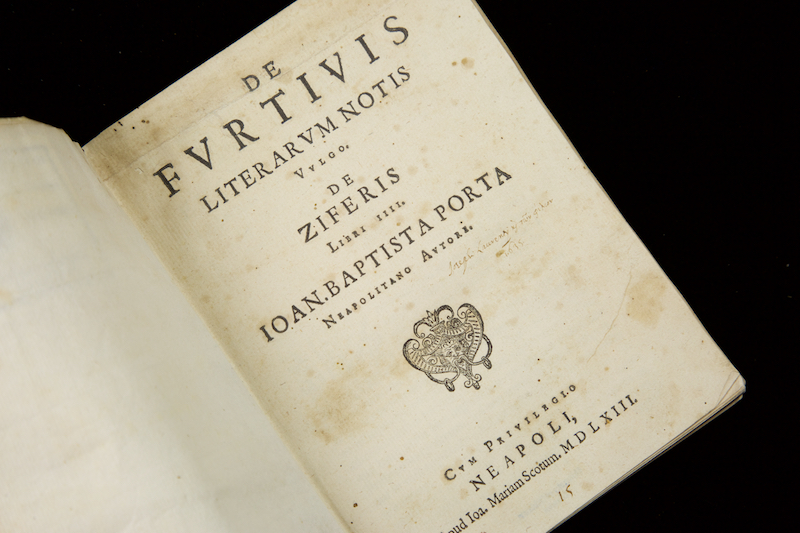 DE
FVRTIVIS
LITERARVM NOTIS
VVLGO.
DE
ZIFERIS
LIBRI IIII.
IOAN. BAPTISTA PORTA
NEAPOLITANO AVTORE.
CVM PRIVILEGIO
NEAPOLI,
Ioa. Mariam Scotum. MDLXIII.
15